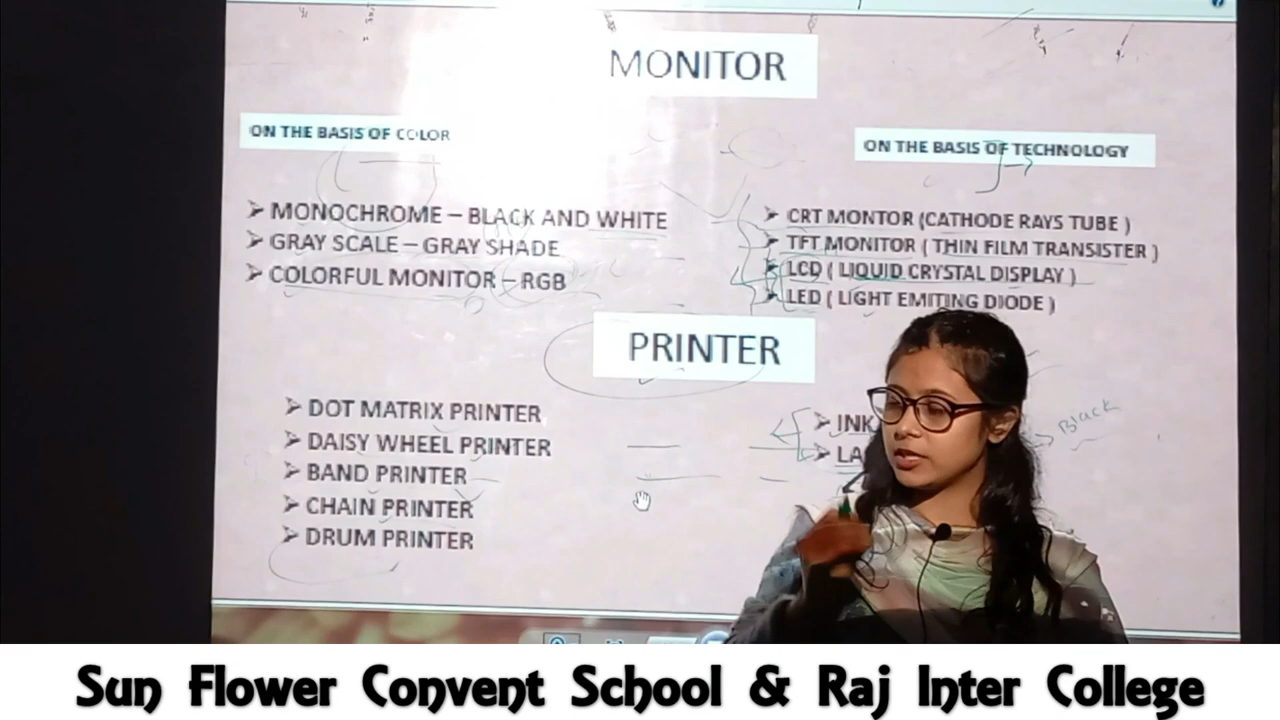 MONITOR
ON THE BASIS OF COLOR
MONOCHROME – BLACK AND WHITE
GRAY SCALE – GRAY SHADE
COLORFUL MONITOR – RGB
ON THE BASIS OF TECHNOLOGY
CRT MONTOR (CATHODE RAYS TUBE )
TFT MONITOR ( THIN FILM TRANSISTER )
LCD ( LIQUID CRYSTAL DISPLAY )
LED ( LIGHT EMITING DIODE )
PRINTER
DOT MATRIX PRINTER
DAISY WHEEL PRINTER
BAND PRINTER
CHAIN PRINTER
DRUM PRINTER
INK
LA
Black
Sun Flower Convent School & Raj Inter College